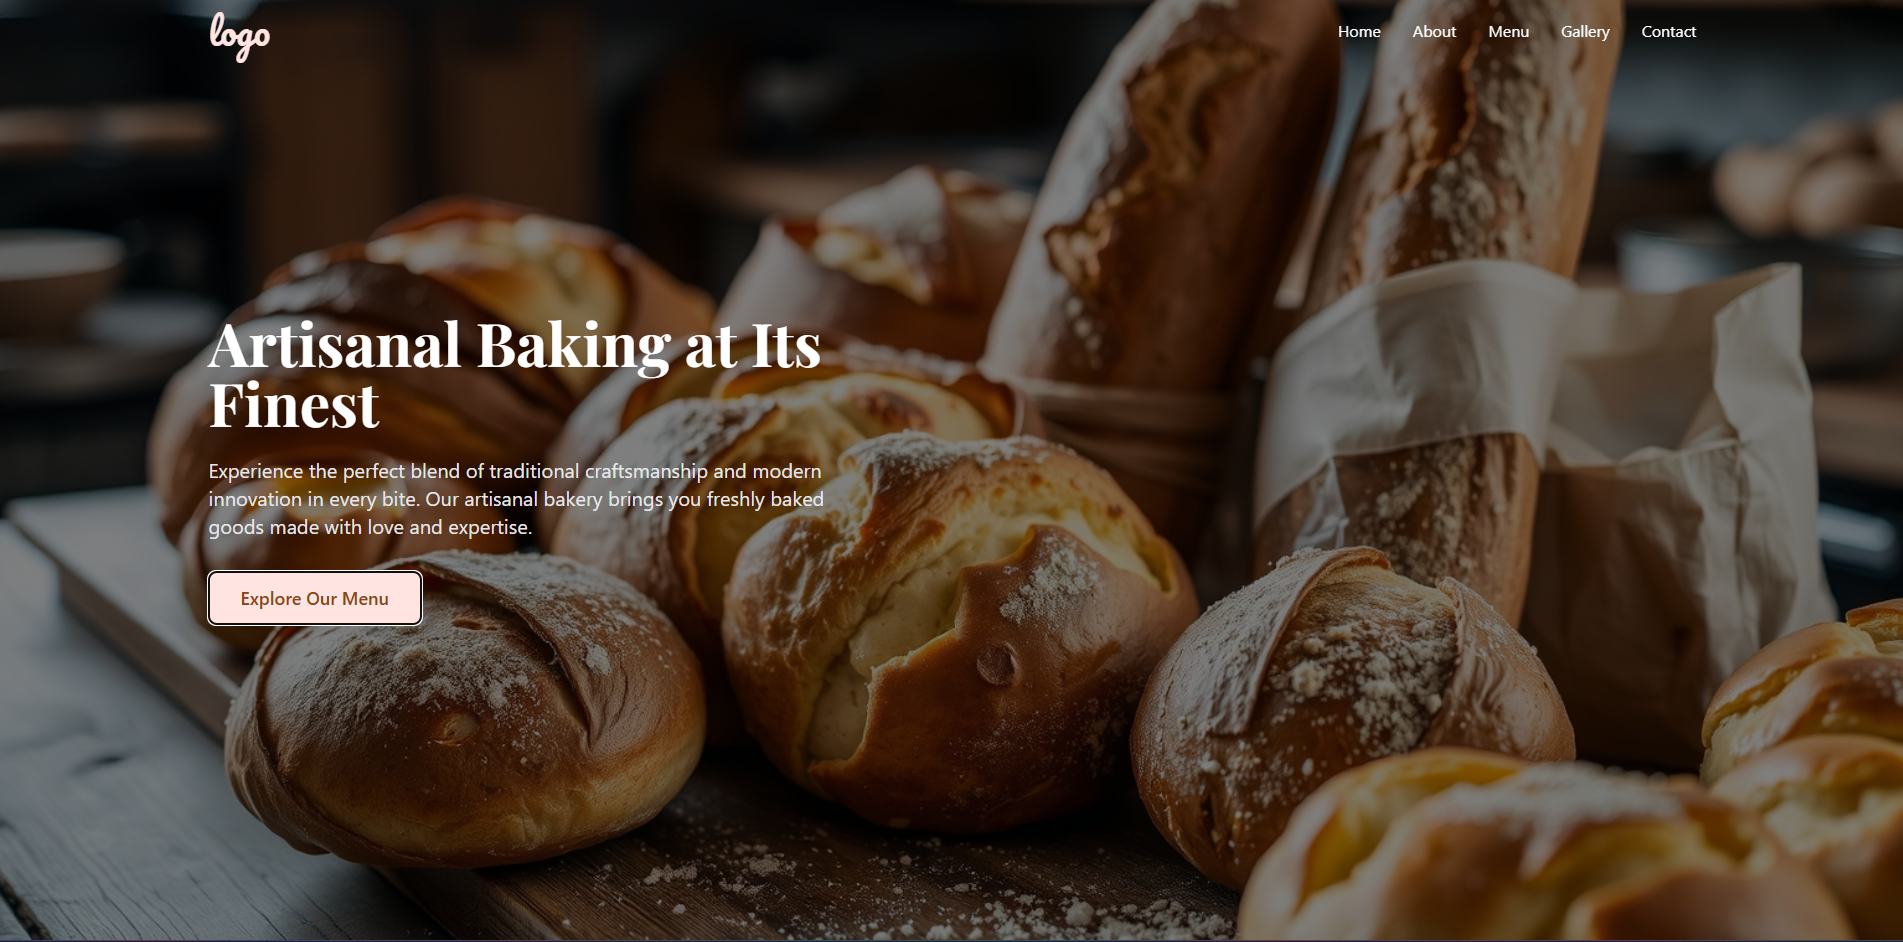 logo
Home About Menu Gallery Contact
Artisanal Baking at Its
Finest
Experience the perfect blend of traditional craftsmanship and modern
innovation in every bite. Our artisanal bakery brings you freshly baked
goods made with love and expertise.
Explore Our Menu